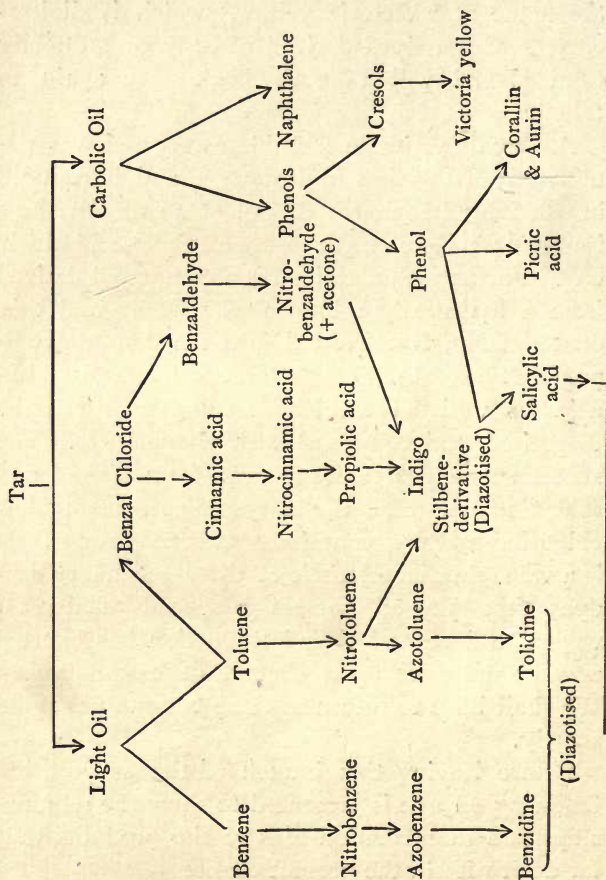 Tar
Light Oil
Carbolic Oil
Benzal Chloride
Benzaldehyde
Benzene
Toluene
Cinnamic acid
Nitro-
benzaldehyde
(+ acetone)
Phenols
Naphthalene
Nitrobenzene
Nitrotoluene
Nitrocinnamic acid
Propiolic acid
Cresols
Azobenzene
Azotoluene
Indigo
Stilbene-
derivative
(Diazotised)
Phenol
Victoria yellow
Benzidine
Tolidine
(Diazotised)
Salicylic
acid
Picric
acid
Corallin
& Aurin